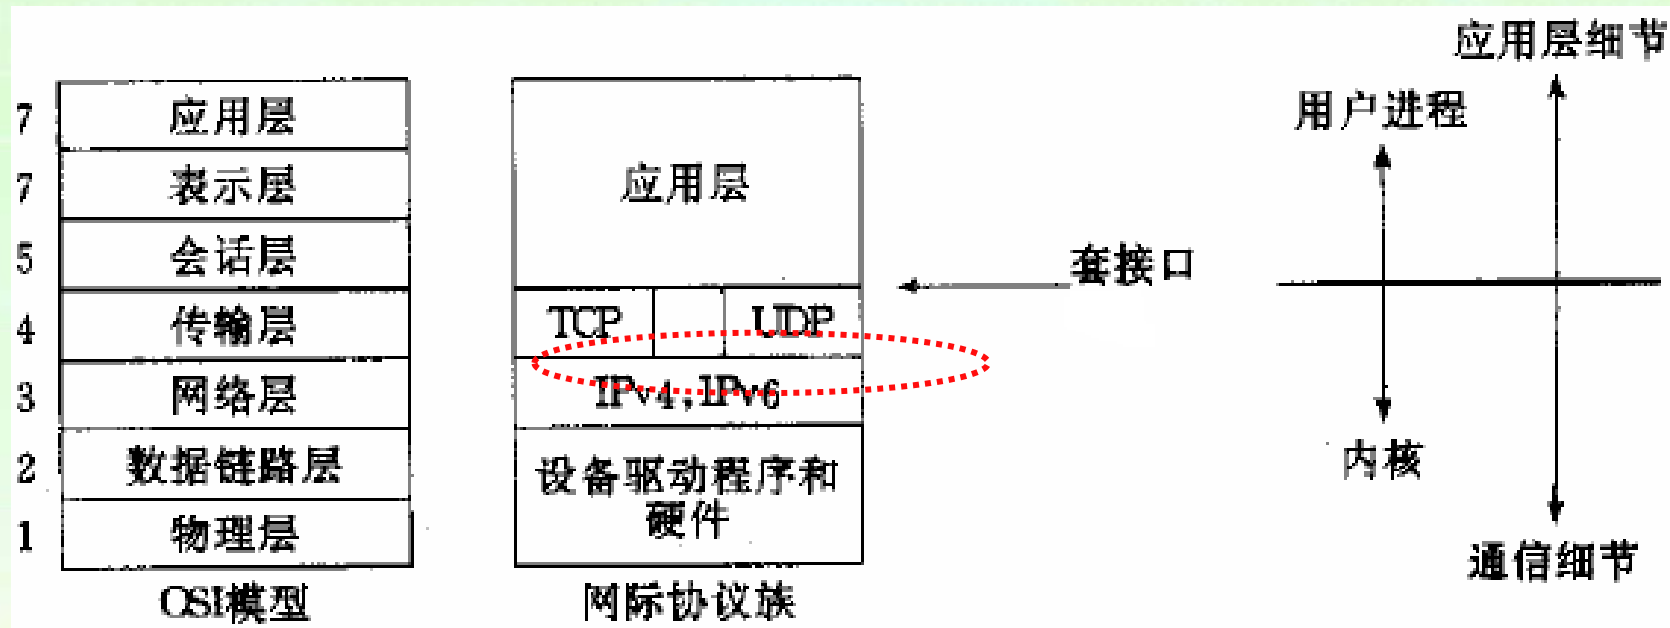 7 应用层
7 表示层
5 会话层
4 传输层
3 网络层
2 数据链路层
1 物理层
OSI模型
应用层
TCP UDP
IPv4,IPv6
设备驱动程序和
硬件
网际协议族
套接口
应用层细节
用户进程
内核
通信细节